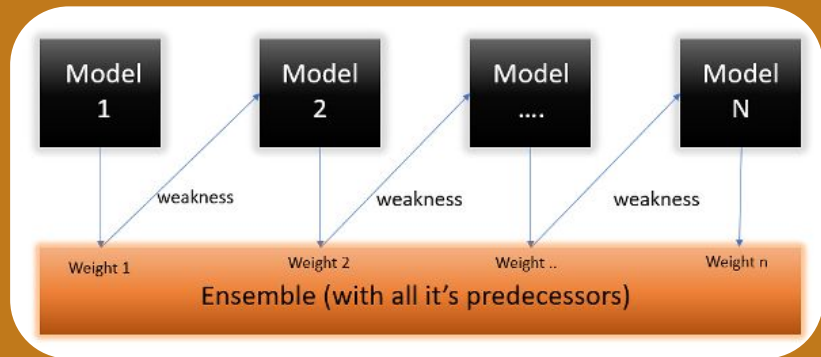 Model
1
Model
2
Model
....
Model
N
weakness
weakness
weakness
Weight 1
Weight 2
Weight ..
Weight n
Ensemble (with all it's predecessors)